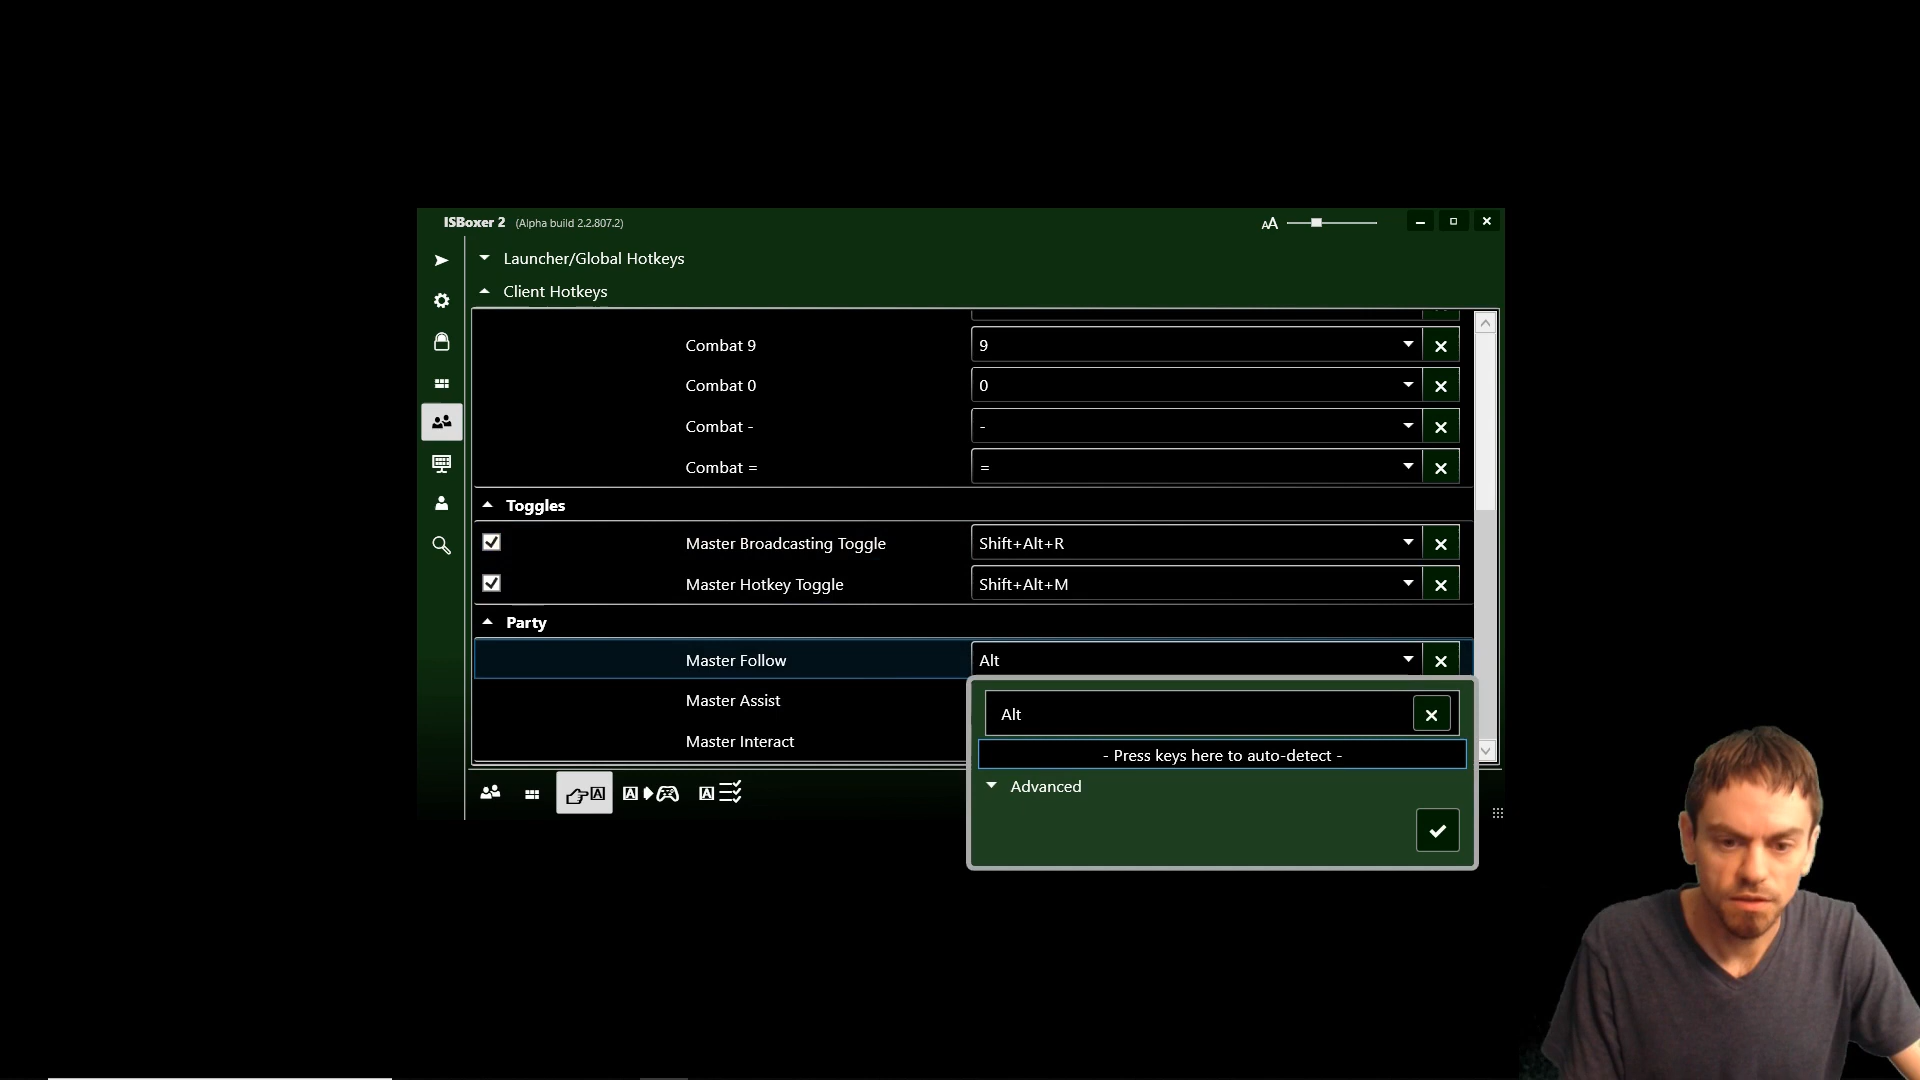 ISBoxer 2 (Alpha build 2.2.807.2)
AA
Launcher/Global Hotkeys
Client Hotkeys
Combat 9 9
Combat 0 0
Combat - -
Combat = =
Toggles
Master Broadcasting Toggle Shift+Alt+R
Master Hotkey Toggle Shift+Alt+M
Party
Master Follow Alt
Master Assist
Master Interact
Alt
- Press keys here to auto-detect -
Advanced
A
A
A